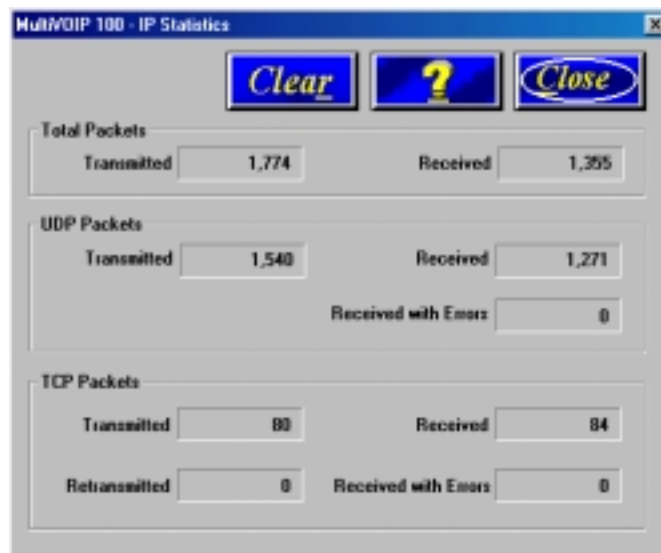 MultiVOIP 100 - IP Statistics
Clear ? Close
Total Packets
Transmitted 1,774 Received 1,355
UDP Packets
Transmitted 1,540 Received 1,271
Received with Errors 0
TCP Packets
Transmitted 80 Received 84
Retransmitted 0 Received with Errors 0